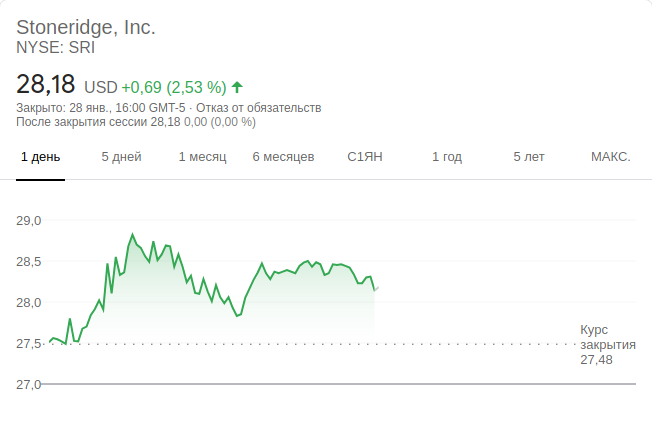 Stoneridge, Inc.
NYSE: SRI
28,18 USD +0,69 (2,53 %)
Закрыто: 28 янв., 16:00 GMT-5 · Отказ от обязательств
После закрытия сессии 28,18 0,00 (0,00 %)
1 день 5 дней 1 месяц 6 месяцев С1ЯН 1 год 5 лет МАКС.
29,0
28,5
28,0
27,5
27,0
Курс
закрытия
27,48